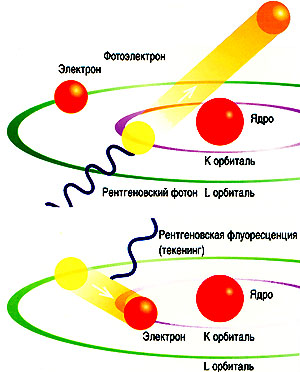 Фотоэлектрон
Электрон
Ядро
K орбиталь
Рентгеновский фотон L орбиталь
Рентгеновская флуоресценция
(текенинг)
Ядро
Электрон K орбиталь
L орбиталь